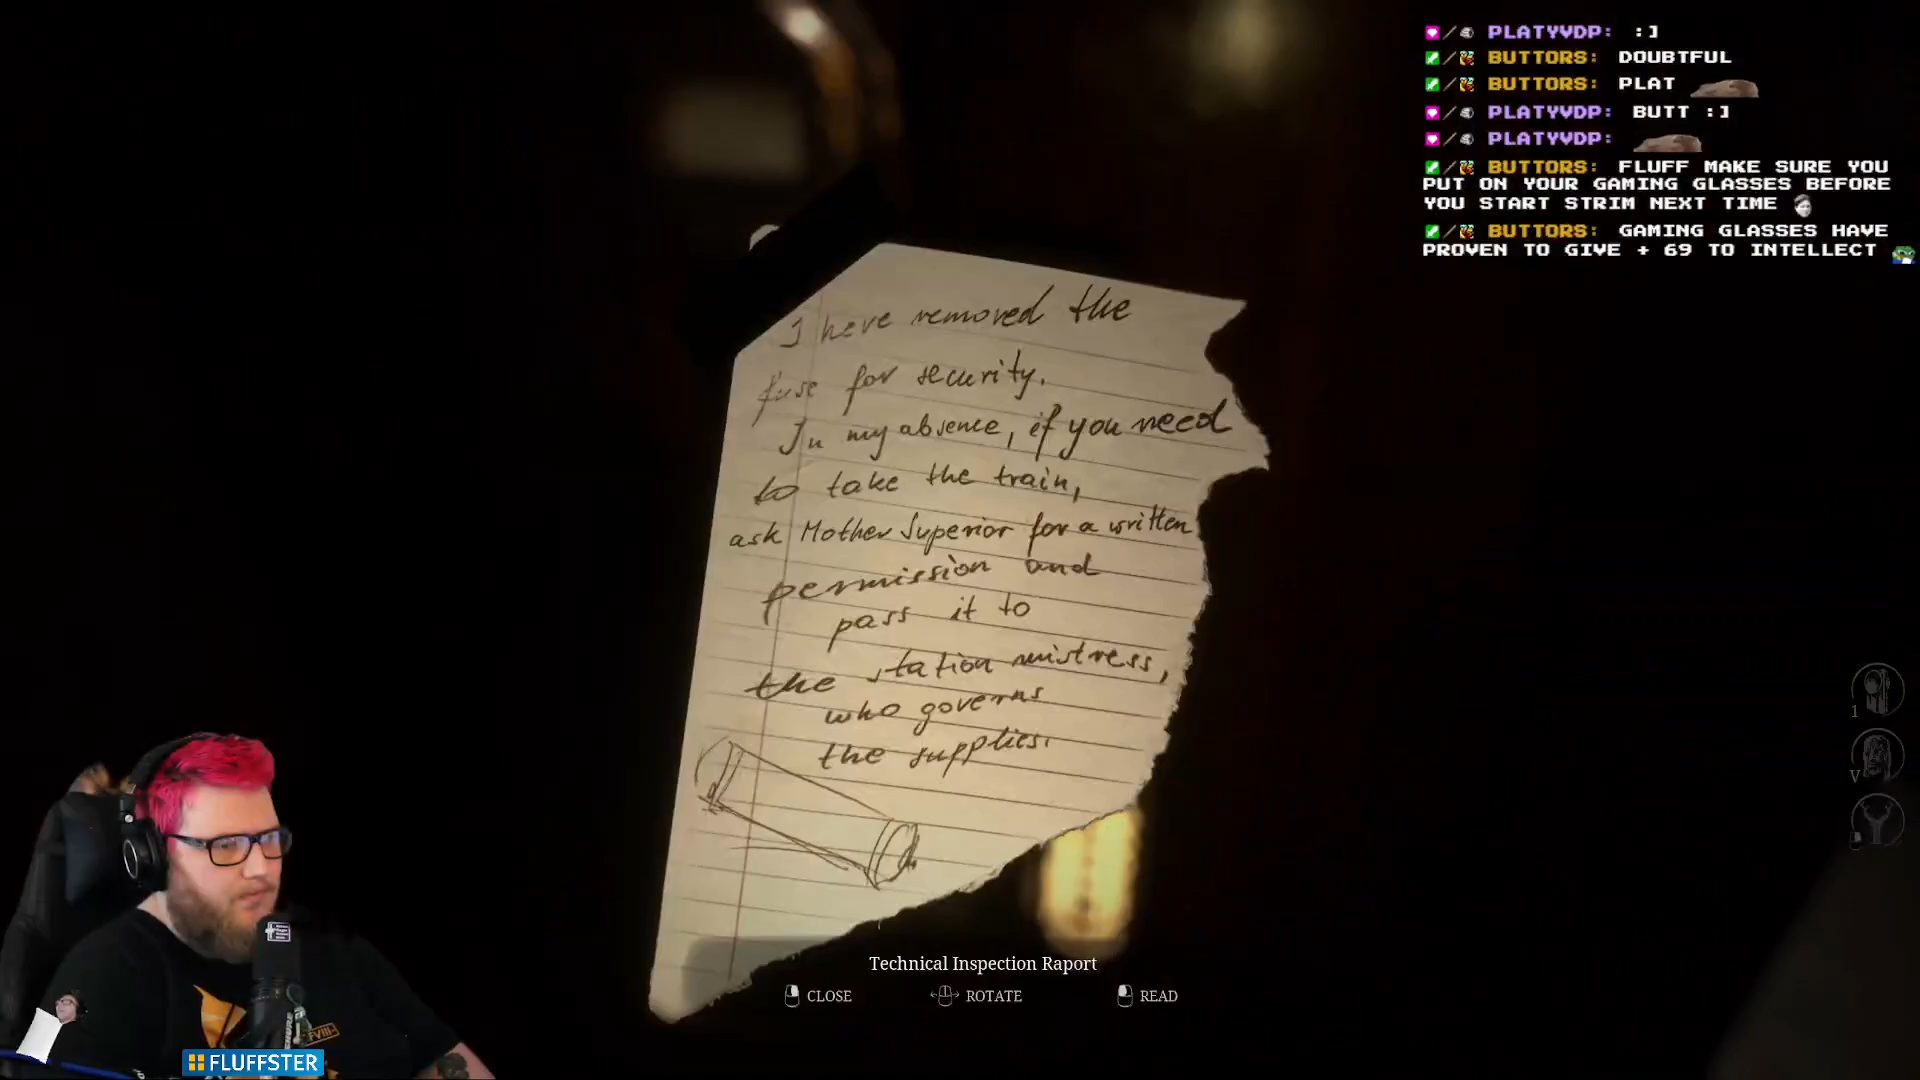 PLATYVDP: :]
BUTTORS: DOUBTFUL
BUTTORS: PLAT
PLATYVDP: BUTT :]
PLATYVDP:
BUTTORS: FLUFF MAKE SURE YOU
PUT ON YOUR GAMING GLASSES BEFORE
YOU START STRIM NEXT TIME
BUTTORS: GAMING GLASSES HAVE
PROVEN TO GIVE + 69 TO INTELLECT
I have removed the
fuse for security.
In my absence, if you need
to take the train,
ask Mother Superior for a written
permission and
pass it to
the station mistress,
who governs
the supplies.
1
V
Technical Inspection Raport
CLOSE
ROTATE
READ
FVIII
FLUFFSTER